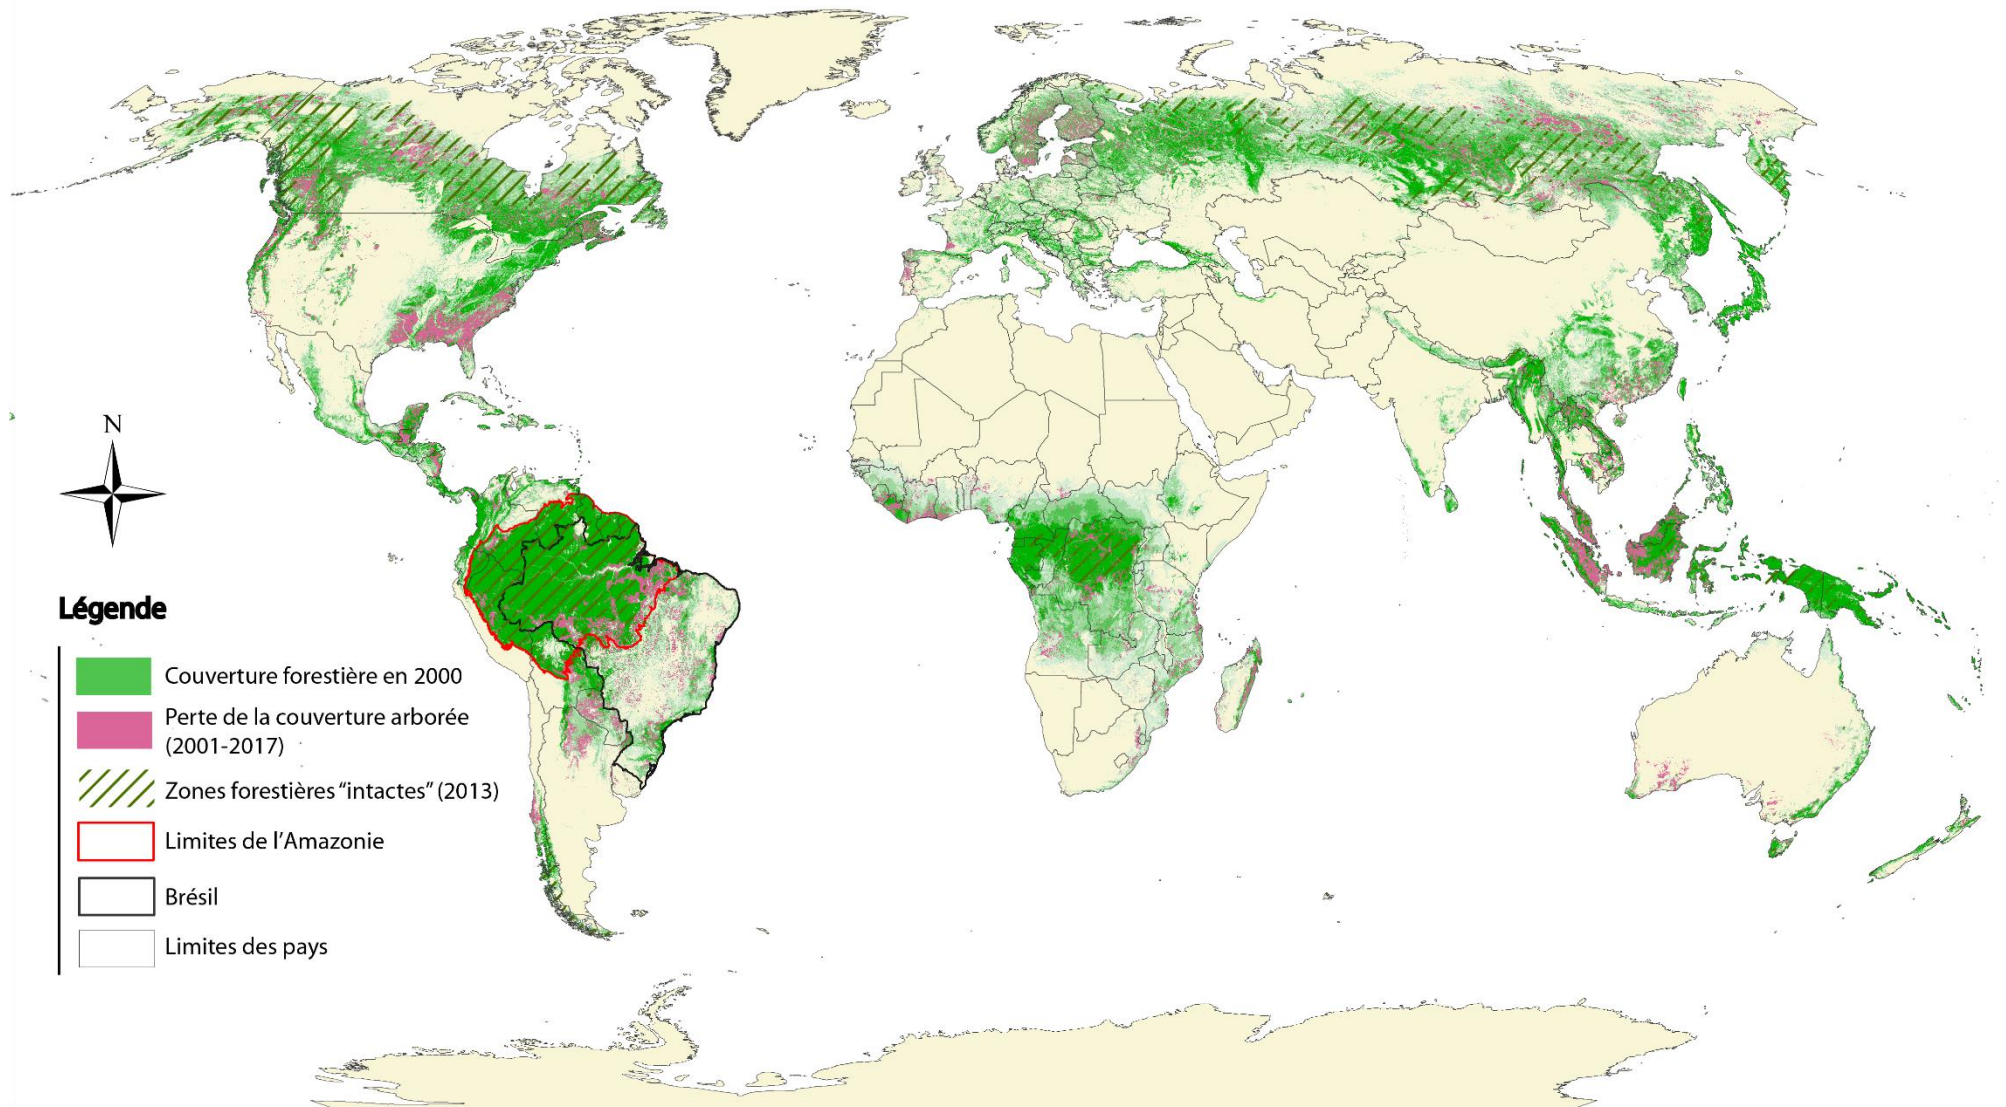 N
Légende
Couverture forestière en 2000
Perte de la couverture arborée
(2001-2017)
Zones forestières “intactes” (2013)
Limites de l’Amazonie
Brésil
Limites des pays